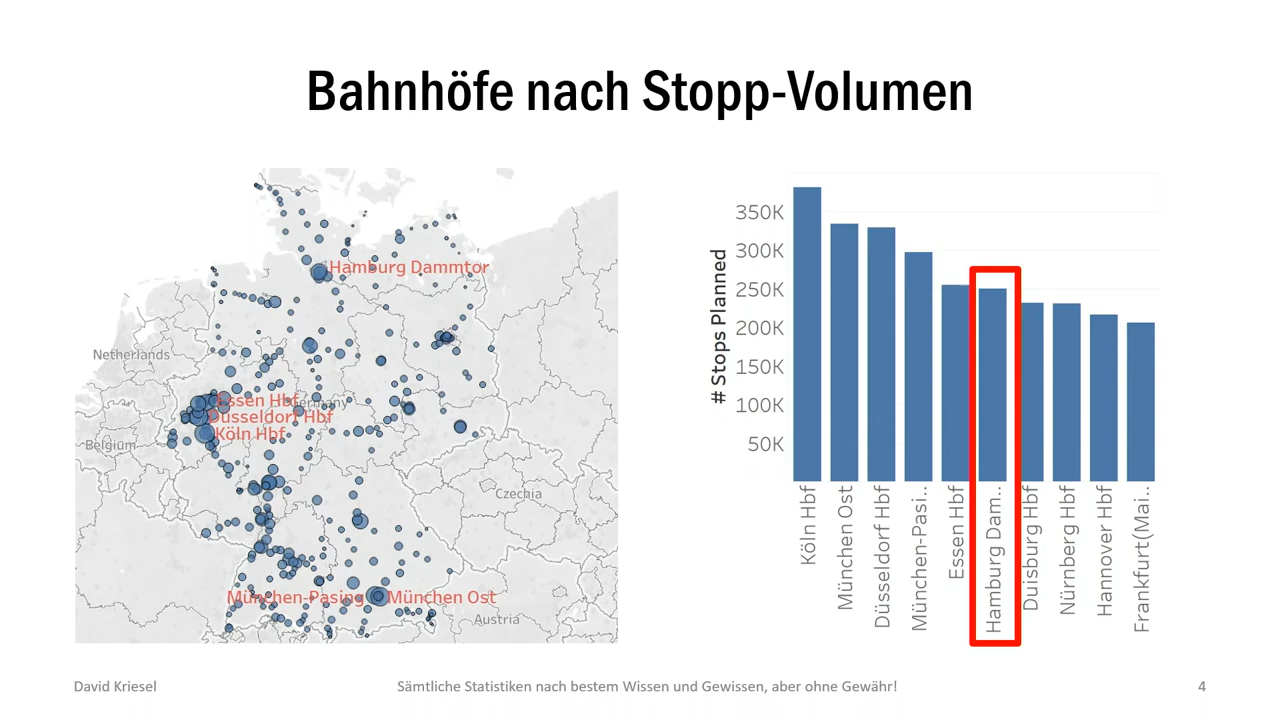 Bahnhöfe nach Stopp-Volumen
Hamburg Dammtor
Netherlands
Essen Hbf
Germany
Düsseldorf Hbf
Köln Hbf
Belgium
Czechia
München-Pasing
München Ost
Austria
# Stops Planned
350K
300K
250K
200K
150K
100K
50K
Köln Hbf
München Ost
Düsseldorf Hbf
München-Pasi..
Essen Hbf
Hamburg Dam..
Duisburg Hbf
Nürnberg Hbf
Hannover Hbf
Frankfurt(Mai..
David Kriesel
Sämtliche Statistiken nach bestem Wissen und Gewissen, aber ohne Gewähr!
4